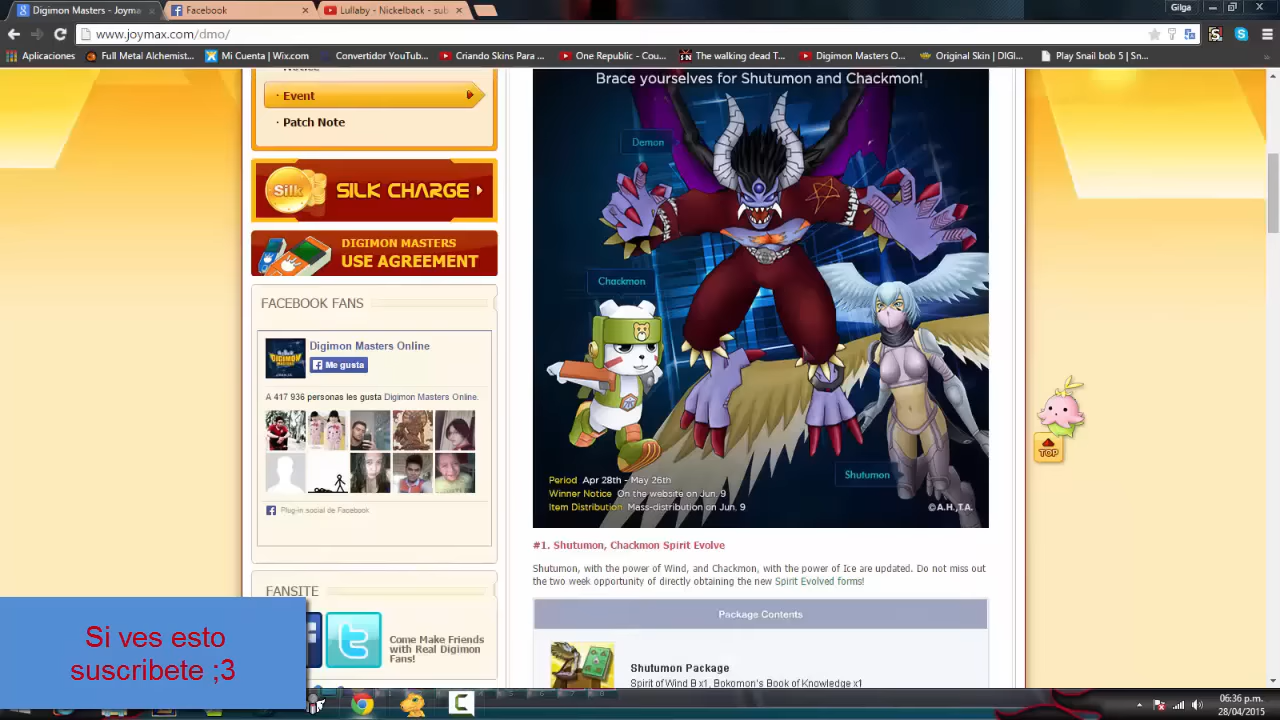 Digimon Masters - Joyma
Facebook
Lullaby - Nickelback - sub
Gilga
www.joymax.com/dmo/
Aplicaciones
Full Metal Alchemist...
Mi Cuenta | Wix.com
Convertidor YouTub...
Criando Skins Para ...
One Republic - Cou...
The walking dead T...
Digimon Masters O...
Original Skin | DIGI...
Play Snail bob 5 | Sn...
· Event
· Patch Note
Silk
SILK CHARGE
DIGIMON MASTERS
USE AGREEMENT
FACEBOOK FANS
Digimon Masters Online
Me gusta
A 417 936 personas les gusta Digimon Masters Online.
Plug-in social de Facebook
FANSITE
Come Make Friends
with Real Digimon
Fans!
Brace yourselves for Shutumon and Chackmon!
Demon
Chackmon
Shutumon
Period Apr 28th - May 26th
Winner Notice On the website on Jun. 9
Item Distribution Mass-distribution on Jun. 9
©A.H.,T.A.
#1. Shutumon, Chackmon Spirit Evolve
Shutumon, with the power of Wind, and Chackmon, with the power of Ice are updated. Do not miss out
the two week opportunity of directly obtaining the new Spirit Evolved forms!
Package Contents
Shutumon Package
Spirit of Wind B x1, Bokomon's Book of Knowledge x1
TOP
Si ves esto
suscribete ;3
06:36 p.m.
28/04/2015